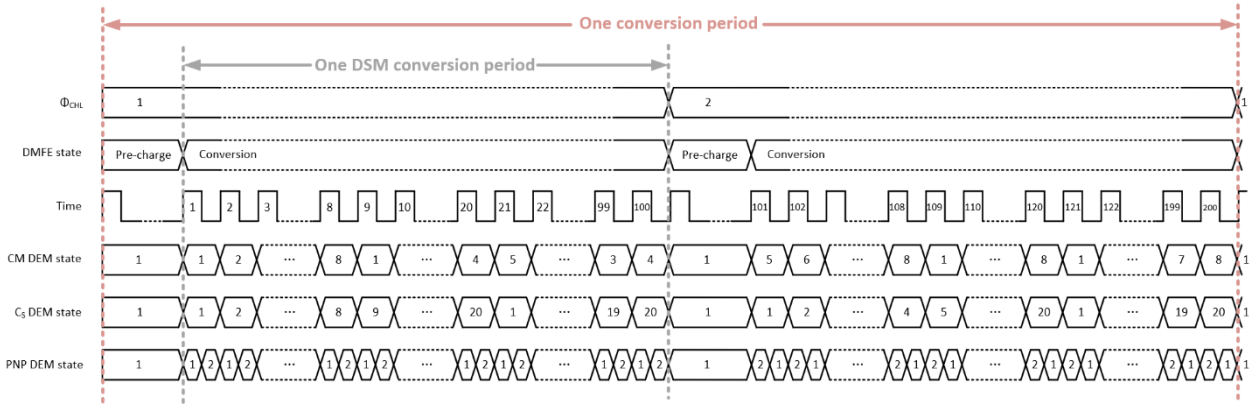 One conversion period
One DSM conversion period
Φ_CHL 1 2 1
DMFE state Pre-charge Conversion Pre-charge Conversion
Time 1 2 3 8 9 10 20 21 22 99 100 101 102 108 109 110 120 121 122 199 200
CM DEM state 1 1 2 ... 8 1 ... 4 5 ... 3 4 1 5 6 ... 8 1 ... 8 1 ... 7 8 1
C_S DEM state 1 1 2 ... 8 9 ... 20 1 ... 19 20 1 1 2 ... 4 5 ... 20 1 ... 19 20 1
PNP DEM state 1 1 2 1 2 ... 1 2 1 2 ... 1 2 1 2 ... 1 2 1 2 1 2 1 2 1 ... 2 1 2 1 ... 2 1 2 1 ... 2 1 2 1 1